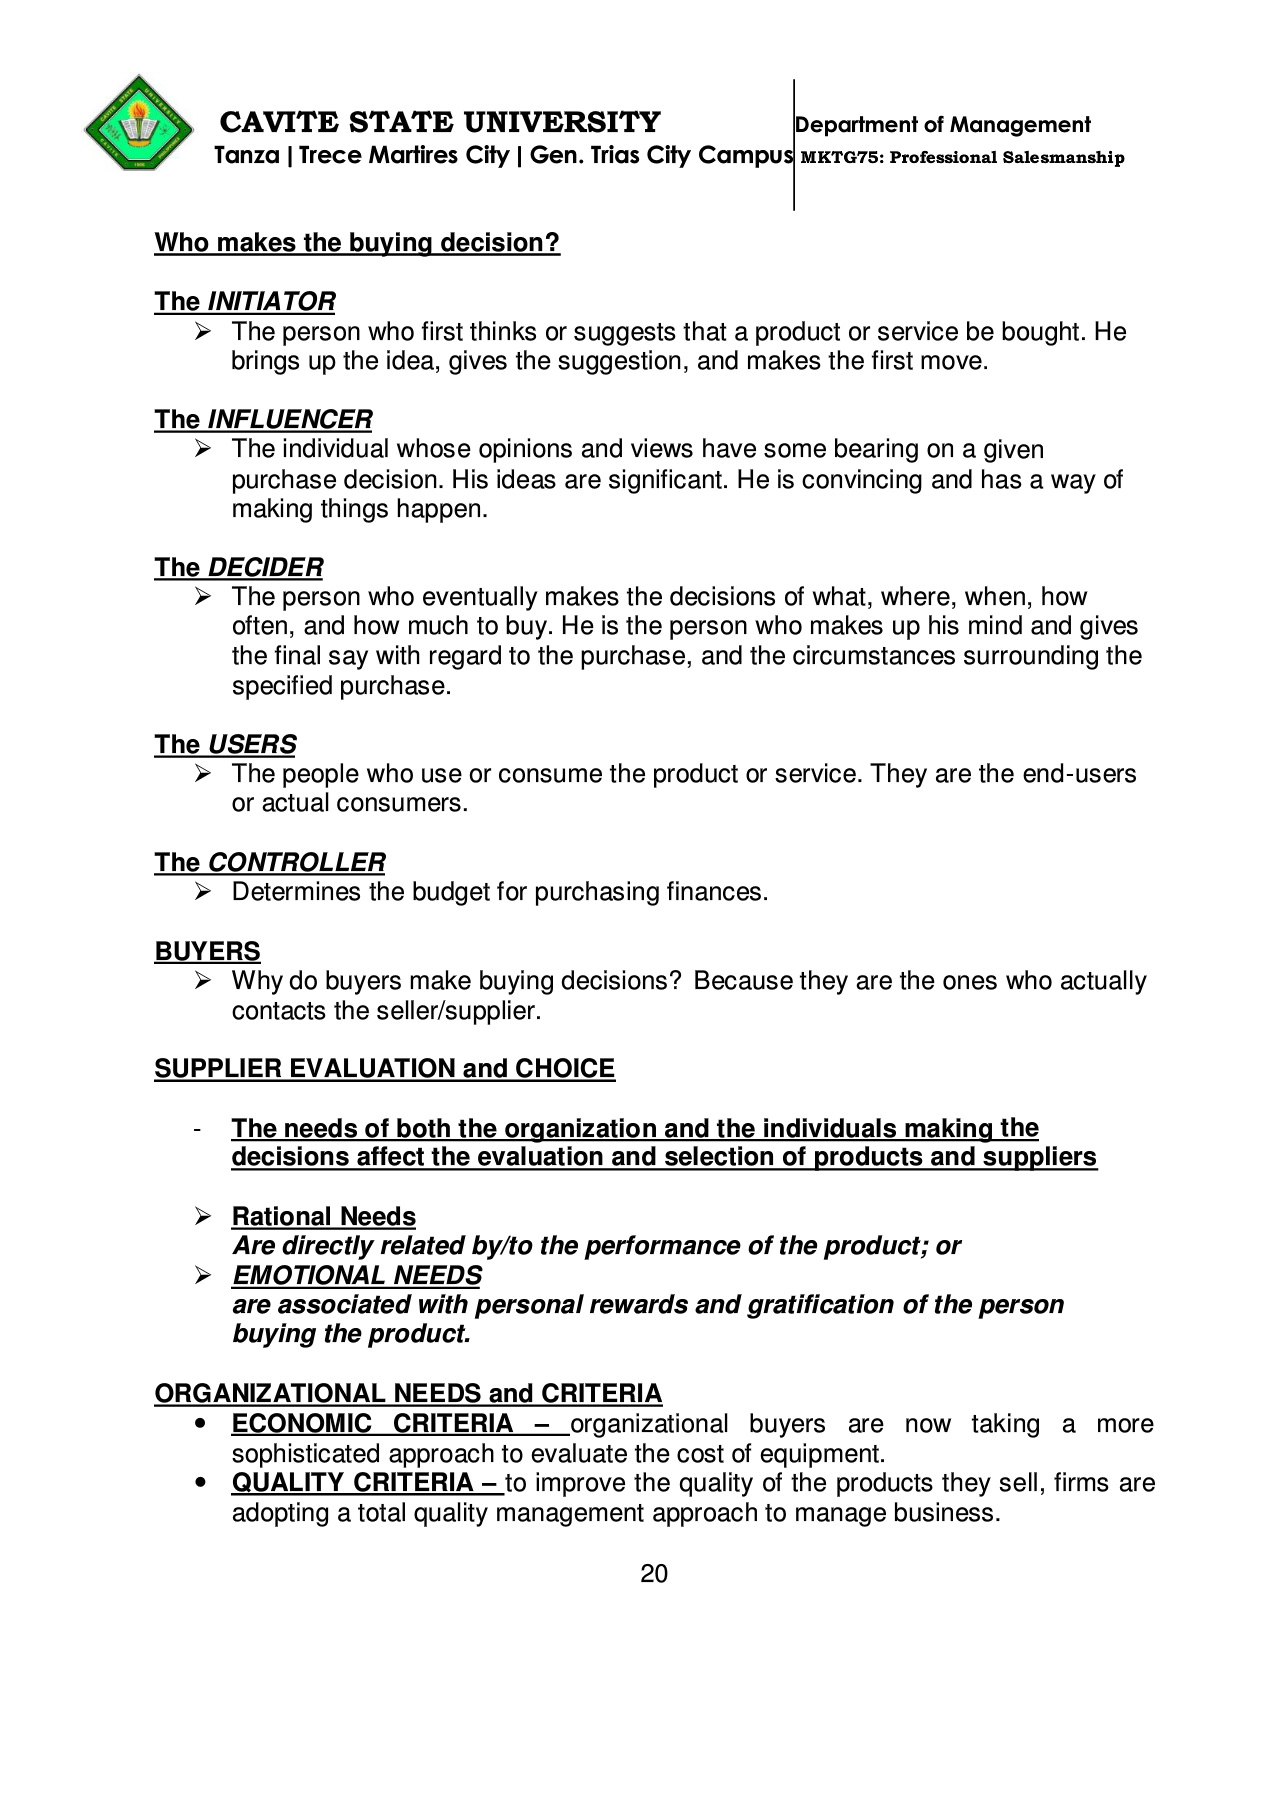 CAVITE STATE UNIVERSITY
Department of Management
Tanza | Trece Martires City | Gen. Trias City Campus
MKTG75: Professional Salesmanship
Who makes the buying decision?
The INITIATOR
➢ The person who first thinks or suggests that a product or service be bought. He
brings up the idea, gives the suggestion, and makes the first move.
The INFLUENCER
➢ The individual whose opinions and views have some bearing on a given
purchase decision. His ideas are significant. He is convincing and has a way of
making things happen.
The DECIDER
➢ The person who eventually makes the decisions of what, where, when, how
often, and how much to buy. He is the person who makes up his mind and gives
the final say with regard to the purchase, and the circumstances surrounding the
specified purchase.
The USERS
➢ The people who use or consume the product or service. They are the end-users
or actual consumers.
The CONTROLLER
➢ Determines the budget for purchasing finances.
BUYERS
➢ Why do buyers make buying decisions? Because they are the ones who actually
contacts the seller/supplier.
SUPPLIER EVALUATION and CHOICE
- The needs of both the organization and the individuals making the
decisions affect the evaluation and selection of products and suppliers
➢ Rational Needs
Are directly related by/to the performance of the product; or
➢ EMOTIONAL NEEDS
are associated with personal rewards and gratification of the person
buying the product.
ORGANIZATIONAL NEEDS and CRITERIA
• ECONOMIC CRITERIA – organizational buyers are now taking a more
sophisticated approach to evaluate the cost of equipment.
• QUALITY CRITERIA – to improve the quality of the products they sell, firms are
adopting a total quality management approach to manage business.
20